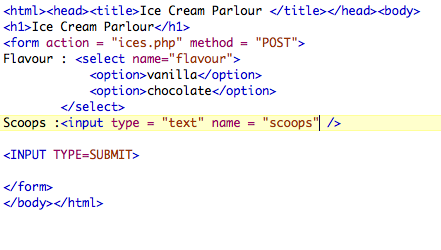 <html><head><title>Ice Cream Parlour </title></head><body>
<h1>Ice Cream Parlour</h1>
<form action = "ices.php" method = "POST">
Flavour : <select name="flavour">
<option>vanilla</option>
<option>chocolate</option>
</select>
Scoops :<input type = "text" name = "scoops" />
<INPUT TYPE=SUBMIT>
</form>
</body></html>